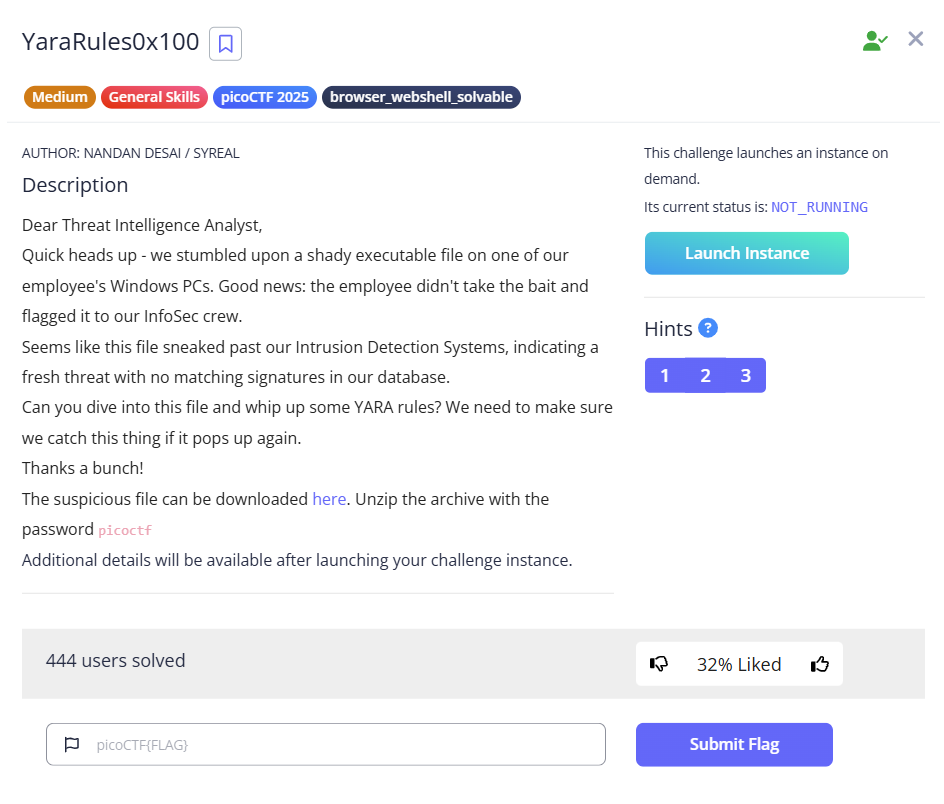 YaraRules0x100
Medium General Skills picoCTF 2025 browser_webshell_solvable
AUTHOR: NANDAN DESAI / SYREAL
Description
Dear Threat Intelligence Analyst,
Quick heads up - we stumbled upon a shady executable file on one of our
employee's Windows PCs. Good news: the employee didn't take the bait and
flagged it to our InfoSec crew.
Seems like this file sneaked past our Intrusion Detection Systems, indicating a
fresh threat with no matching signatures in our database.
Can you dive into this file and whip up some YARA rules? We need to make sure
we catch this thing if it pops up again.
Thanks a bunch!
The suspicious file can be downloaded here. Unzip the archive with the
password picoctf
Additional details will be available after launching your challenge instance.
This challenge launches an instance on
demand.
Its current status is: NOT_RUNNING
Launch Instance
Hints ?
1 2 3
444 users solved
32% Liked
picoCTF{FLAG}
Submit Flag